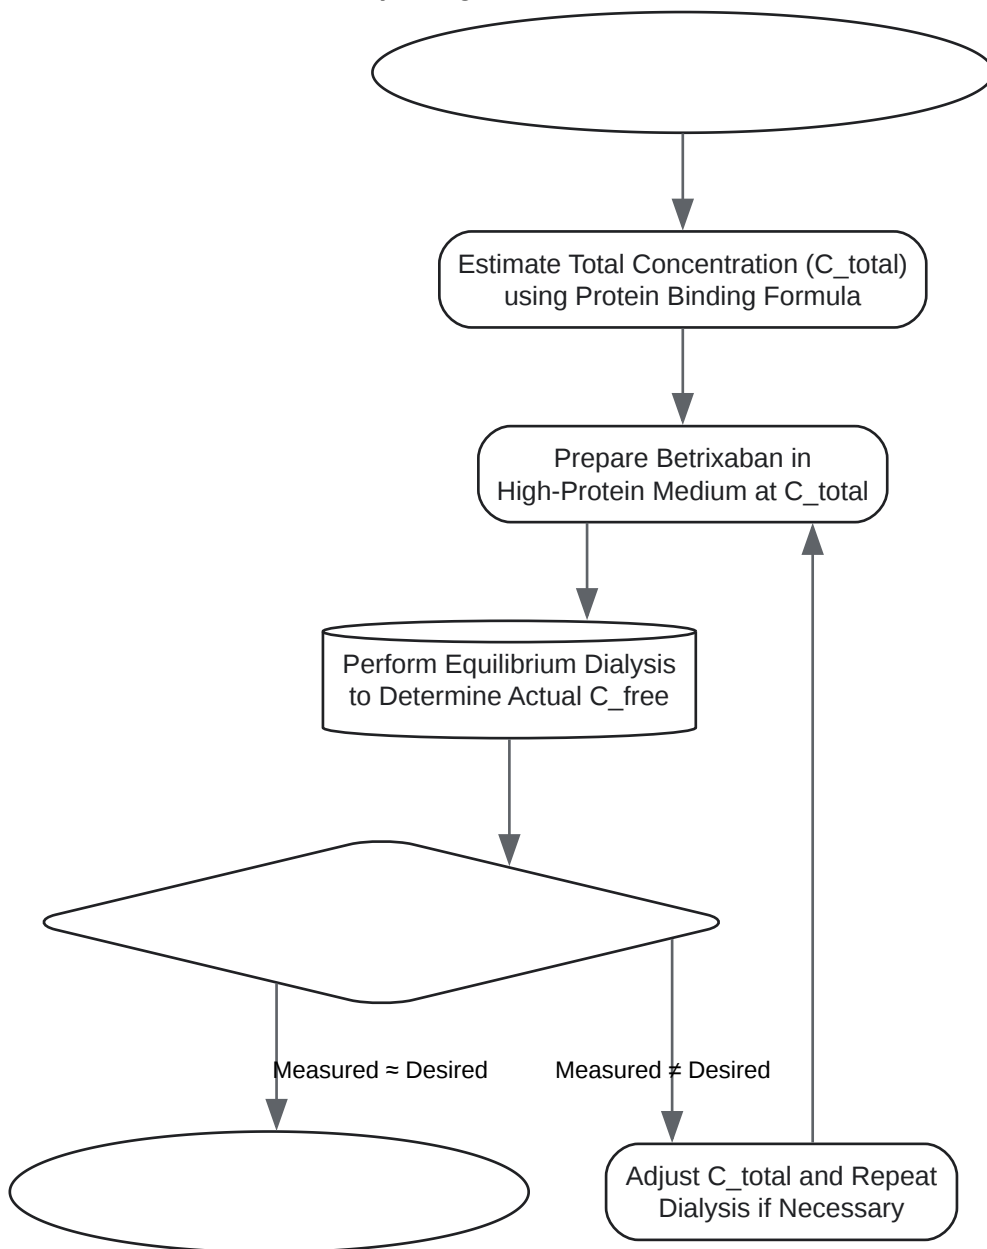 Estimate Total Concentration (C_total)
using Protein Binding Formula
Prepare Betrixaban in
High-Protein Medium at C_total
Perform Equilibrium Dialysis
to Determine Actual C_free
Measured ≈ Desired
Measured ≠ Desired
Adjust C_total and Repeat
Dialysis if Necessary